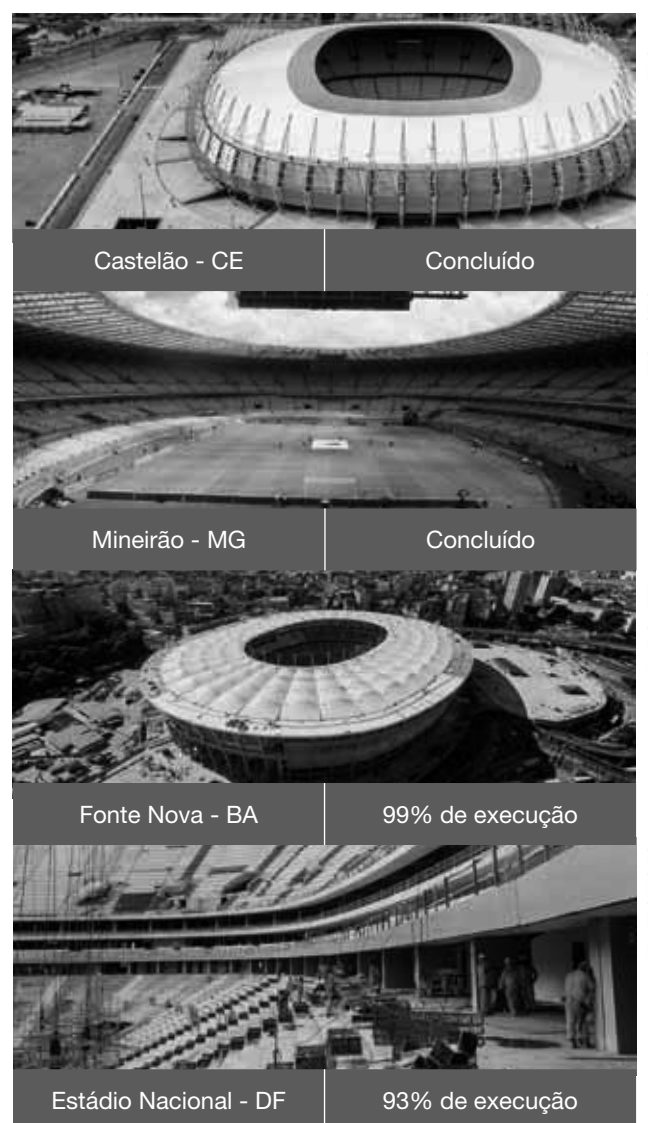 Castelão - CE
Concluído
Mineirão - MG
Concluído
Fonte Nova - BA
99% de execução
Estádio Nacional - DF
93% de execução